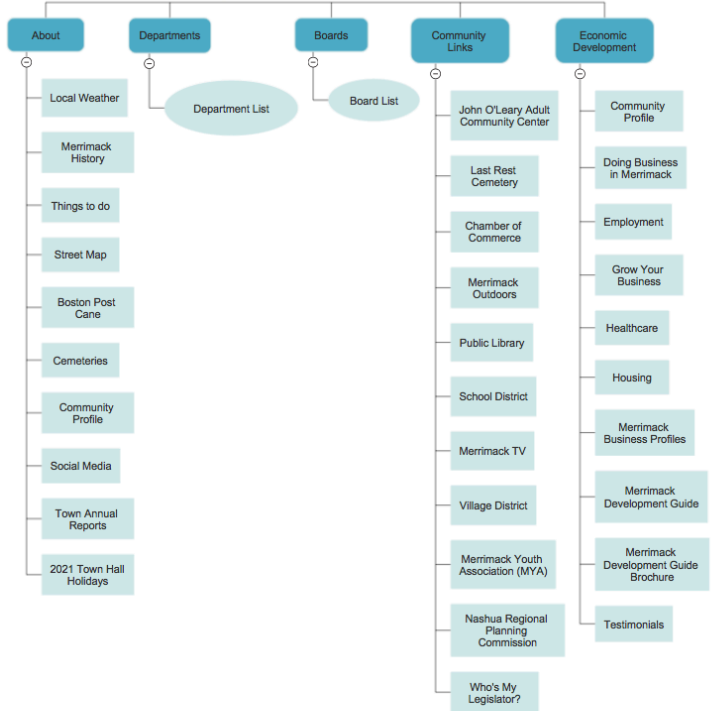 About
Departments
Boards
Community
Links
Economic
Development
Local Weather
Merrimack
History
Things to do
Street Map
Boston Post
Cane
Cemeteries
Community
Profile
Social Media
Town Annual
Reports
2021 Town Hall
Holidays
Department List
Board List
John O'Leary Adult
Community Center
Last Rest
Cemetery
Chamber of
Commerce
Merrimack
Outdoors
Public Library
School District
Merrimack TV
Village District
Merrimack Youth
Association (MYA)
Nashua Regional
Planning
Commission
Who's My
Legislator?
Community
Profile
Doing Business
in Merrimack
Employment
Grow Your
Business
Healthcare
Housing
Merrimack
Business Profiles
Merrimack
Development Guide
Merrimack
Development Guide
Brochure
Testimonials